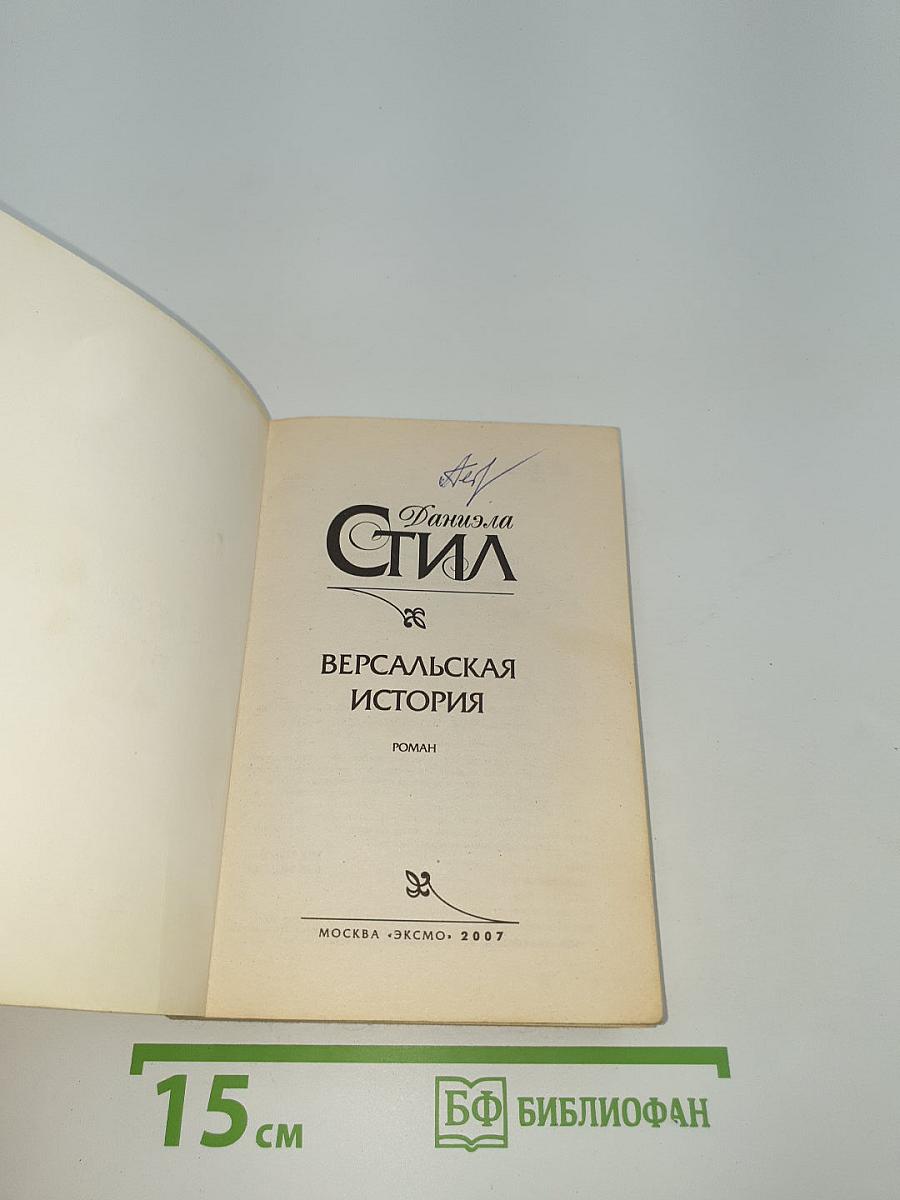 Даниэла
СТИЛ
ВЕРСАЛЬСКАЯ
ИСТОРИЯ
РОМАН
МОСКВА «ЭКСМО» 2007
15 см
БФ БИБЛИОФАН